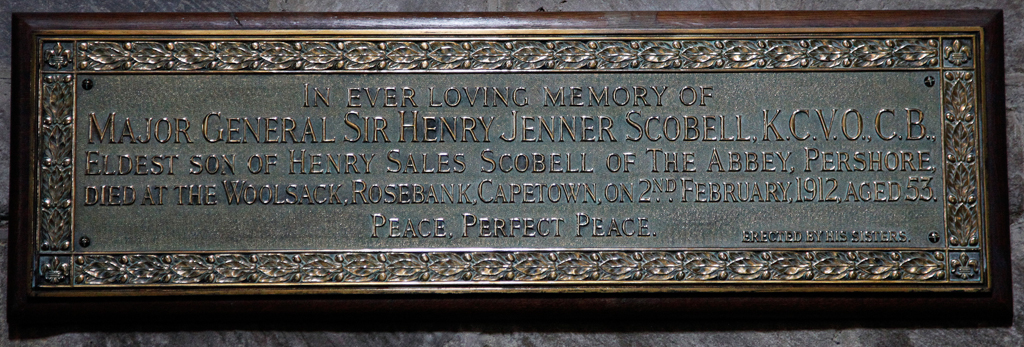 IN EVER LOVING MEMORY OF
MAJOR GENERAL SIR HENRY JENNER SCOBELL, K.C.V.O., C.B.,
ELDEST SON OF HENRY SALES SCOBELL OF THE ABBEY, PERSHORE,
DIED AT THE WOOLSACK, ROSEBANK, CAPETOWN, ON 2ND FEBRUARY, 1912, AGED 53.
PEACE, PERFECT PEACE.
ERECTED BY HIS SISTERS.